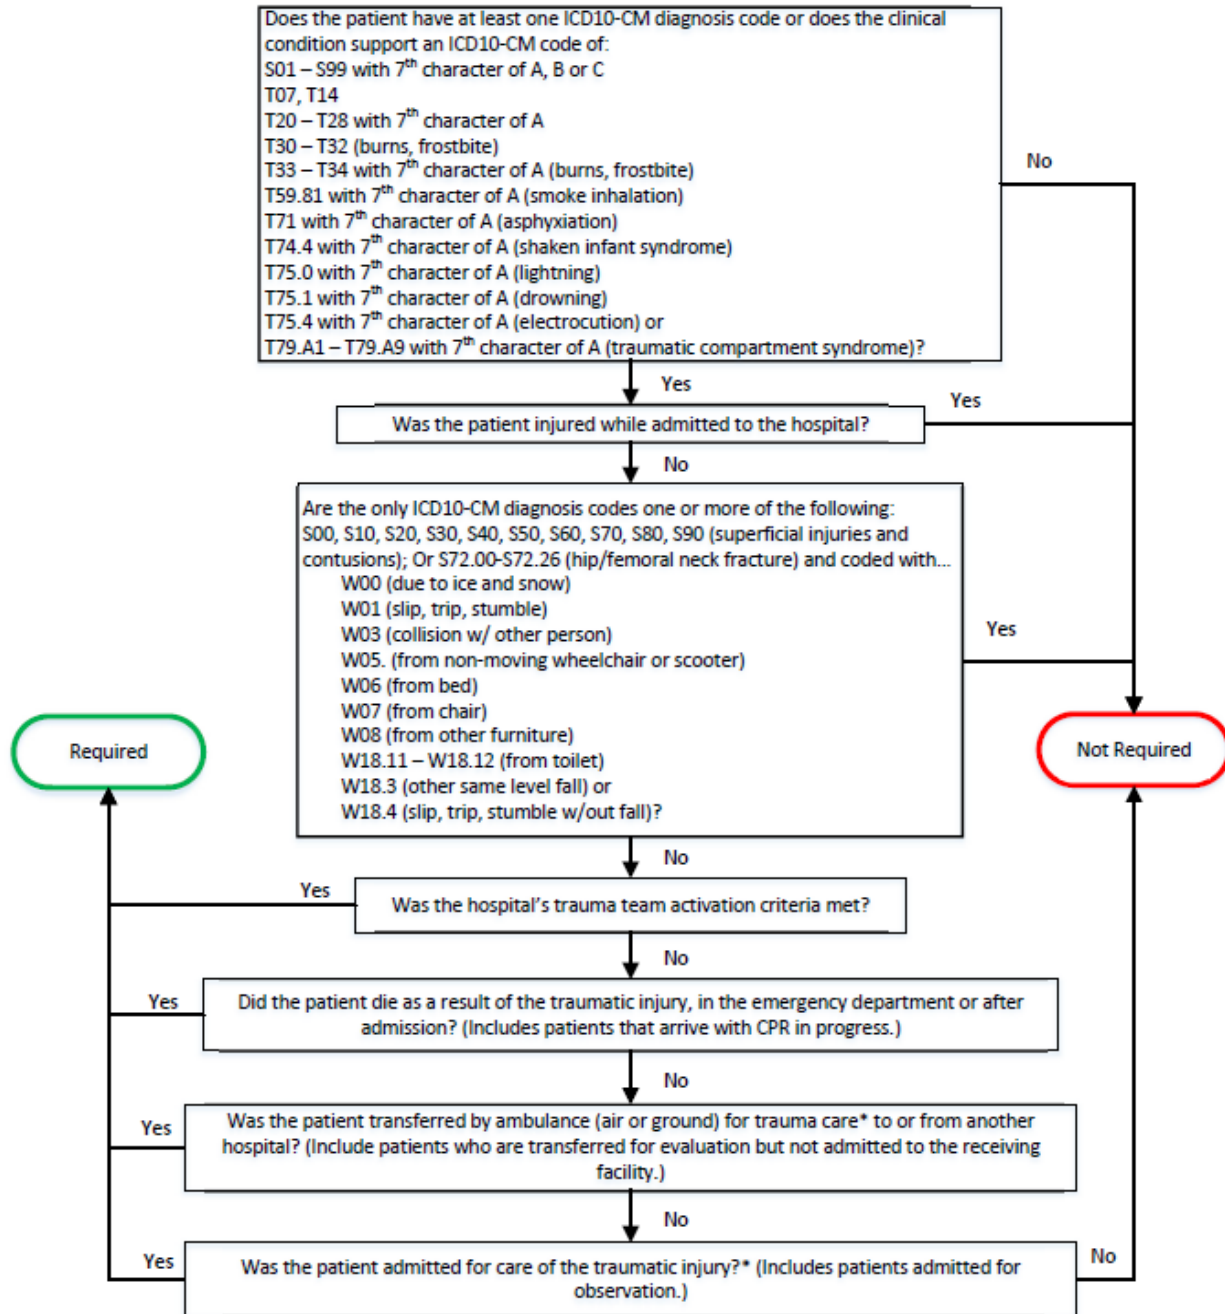 Does the patient have at least one ICD10-CM diagnosis code or does the clinical
condition support an ICD10-CM code of:
S01 – S99 with 7th character of A, B or C
T07, T14
T20 – T28 with 7th character of A
T30 – T32 (burns, frostbite)
T33 – T34 with 7th character of A (burns, frostbite)
T59.81 with 7th character of A (smoke inhalation)
T71 with 7th character of A (asphyxiation)
T74.4 with 7th character of A (shaken infant syndrome)
T75.0 with 7th character of A (lightning)
T75.1 with 7th character of A (drowning)
T75.4 with 7th character of A (electrocution) or
T79.A1 – T79.A9 with 7th character of A (traumatic compartment syndrome)?
No
Yes
Was the patient injured while admitted to the hospital?
Yes
No
Are the only ICD10-CM diagnosis codes one or more of the following:
S00, S10, S20, S30, S40, S50, S60, S70, S80, S90 (superficial injuries and
contusions); Or S72.00-S72.26 (hip/femoral neck fracture) and coded with...
W00 (due to ice and snow)
W01 (slip, trip, stumble)
W03 (collision w/ other person)
W05. (from non-moving wheelchair or scooter)
W06 (from bed)
W07 (from chair)
W08 (from other furniture)
W18.11 – W18.12 (from toilet)
W18.3 (other same level fall) or
W18.4 (slip, trip, stumble w/out fall)?
Yes
Required
Not Required
No
Yes
Was the hospital's trauma team activation criteria met?
No
Yes
Did the patient die as a result of the traumatic injury, in the emergency department or after
admission? (Includes patients that arrive with CPR in progress.)
No
Yes
Was the patient transferred by ambulance (air or ground) for trauma care* to or from another
hospital? (Include patients who are transferred for evaluation but not admitted to the receiving
facility.)
No
Yes
Was the patient admitted for care of the traumatic injury?* (Includes patients admitted for
observation.)
No